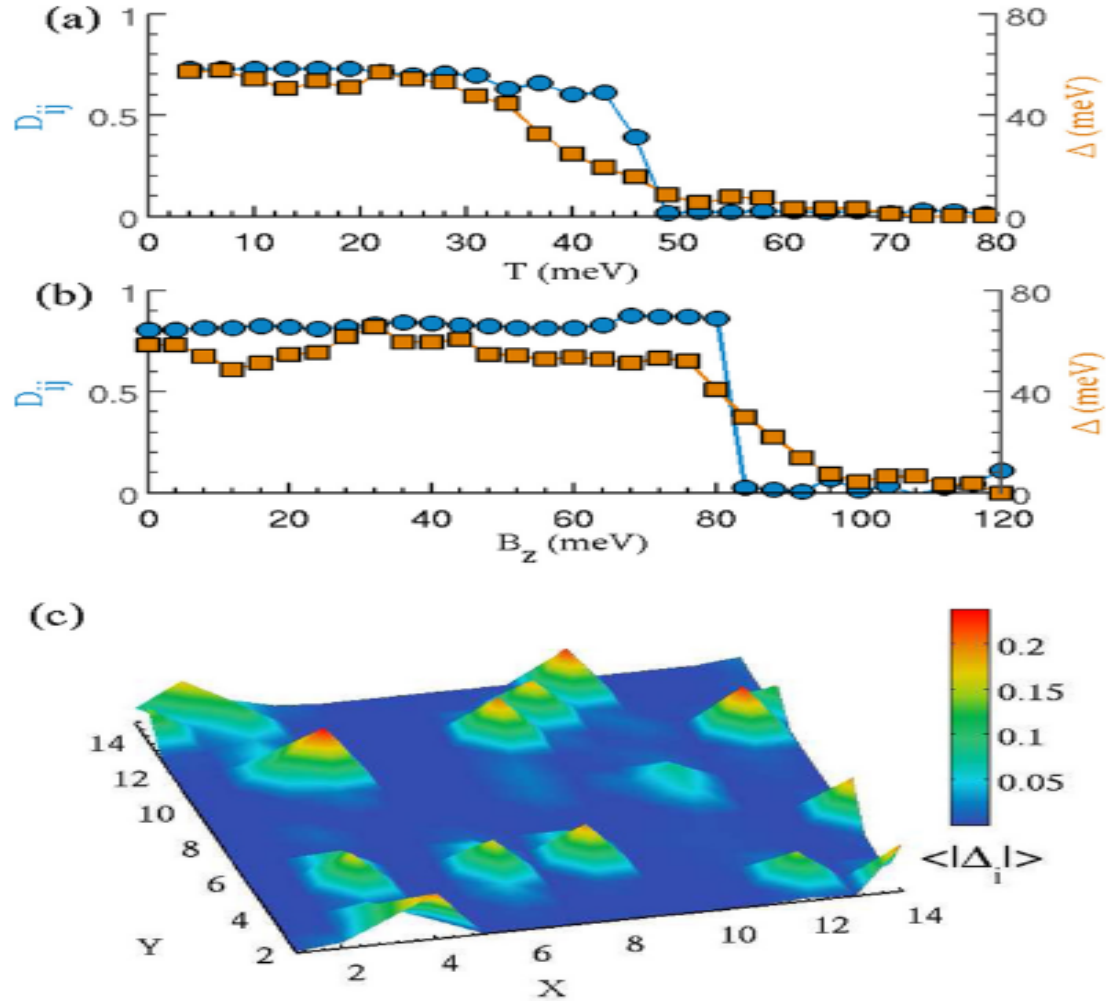 (a)
1
80
D_ij
0.5
40
Δ (meV)
0
0
0 10 20 30 40 50 60 70 80
T (meV)
(b)
1
80
D_ij
0.5
40
Δ (meV)
0
0
0 20 40 60 80 100 120
B_z (meV)
(c)
0.2
0.15
0.1
0.05
<|Δ_i|>
14
12
10
8
6
4
2
Y
2 4 6 8 10 12 14
X